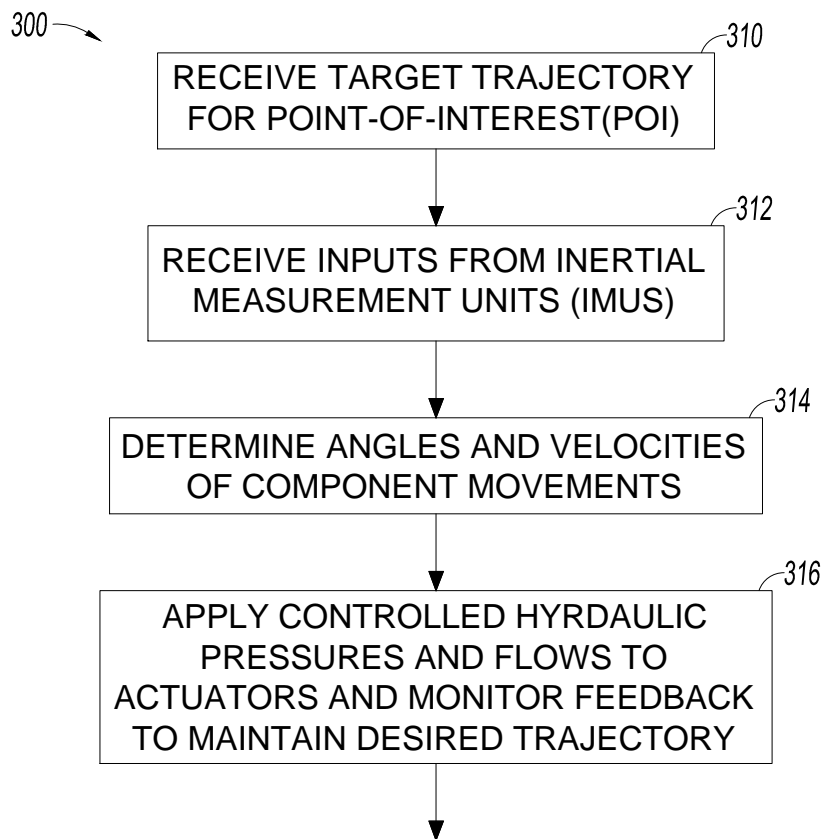 300
310
RECEIVE TARGET TRAJECTORY
FOR POINT-OF-INTEREST(POI)
312
RECEIVE INPUTS FROM INERTIAL
MEASUREMENT UNITS (IMUS)
314
DETERMINE ANGLES AND VELOCITIES
OF COMPONENT MOVEMENTS
316
APPLY CONTROLLED HYRDAULIC
PRESSURES AND FLOWS TO
ACTUATORS AND MONITOR FEEDBACK
TO MAINTAIN DESIRED TRAJECTORY